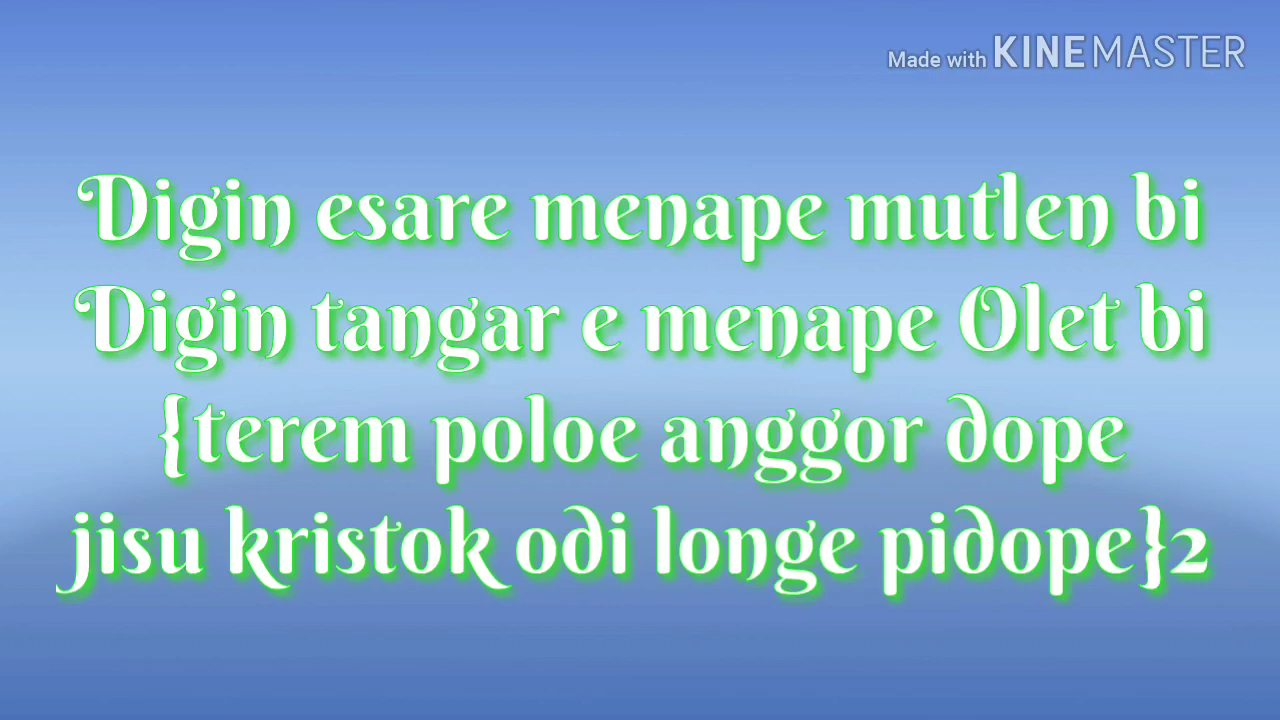 Made with KINEMASTER
Digin esare menape mutlen bi
Digin tangar e menape Olet bi
{terem poloe anggor dope
jisu kristok odi longe pidope}2